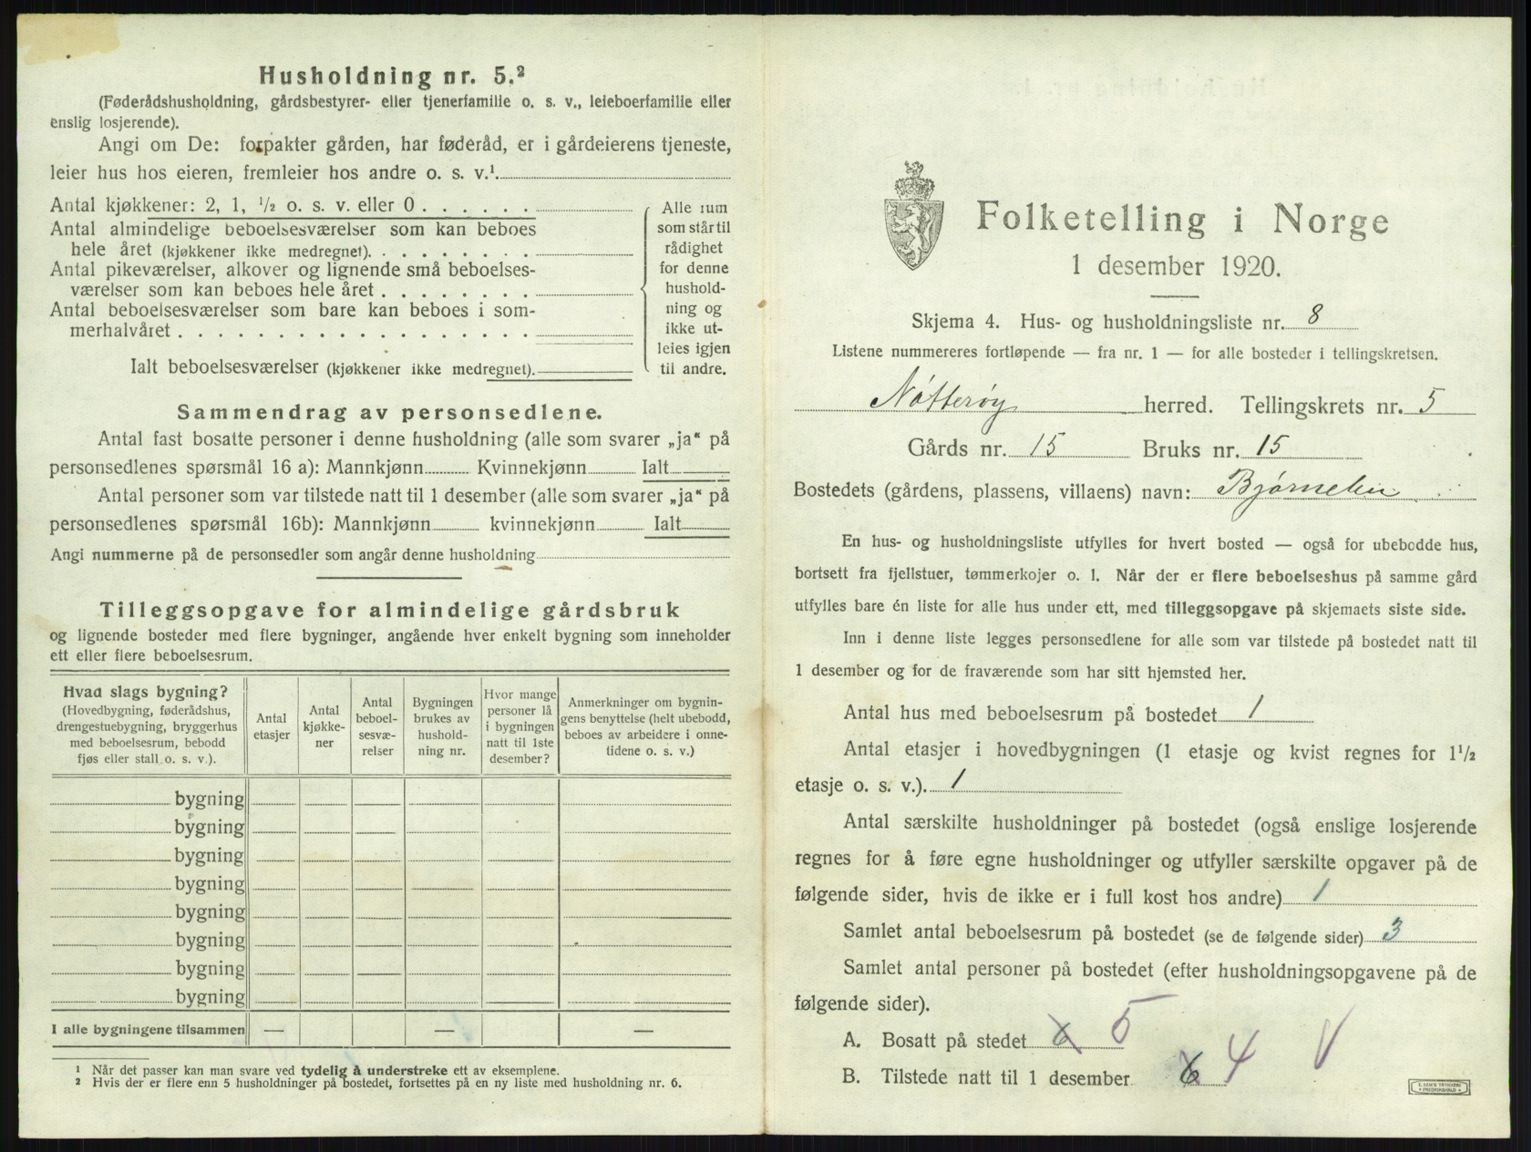 Husholdning nr. 5.²
(Føderådshusholdning, gårdsbestyrer- eller tjenerfamilie o. s. v., leieboerfamilie eller
enslig losjerende).
Angi om De: forpakter gården, har føderåd, er i gårdeierens tjeneste,
leier hus hos eieren, fremleier hos andre o. s. v.¹
Antal kjøkkener: 2, 1, ½ o. s. v. eller 0
Antal almindelige beboelsesværelser som kan beboes
hele året (kjøkkener ikke medregnet).
Antal pikeværelser, alkover og lignende små beboelses-
værelser som kan beboes hele året
Antal beboelsesværelser som bare kan beboes i som-
merhalvåret
Ialt beboelsesværelser (kjøkkener ikke medregnet).
Alle rum
som står til
rådighet
for denne
hushold-
ning og
ikke ut-
leies igjen
til andre.
Sammendrag av personsedlene.
Antal fast bosatte personer i denne husholdning (alle som svarer „ja“ på
personsedlenes spørsmål 16 a): Mannkjønn Kvinnekjønn Ialt
Antal personer som var tilstede natt til 1 desember (alle som svarer „ja“ på
personsedlenes spørsmål 16b): Mannkjønn kvinnekjønn Ialt
Angi nummerne på de personsedler som angår denne husholdning
Tilleggsopgave for almindelige gårdsbruk
og lignende bosteder med flere bygninger, angående hver enkelt bygning som inneholder
ett eller flere beboelsesrum.
Hvad slags bygning?
(Hovedbygning, føderådshus,
drengestuebygning, bryggerhus
med beboelsesrum, bebodd
fjøs eller stall o. s. v.).
Antal
etasjer
Antal
kjøkke-
ner
Antal
beboel-
sesvæ-
relser
Bygningen
brukes av
hushold-
ning nr.
Hvor mange
personer lå
i bygningen
natt til 1ste
desember?
Anmerkninger om bygnin-
gens benyttelse (helt ubebodd,
beboes av arbeidere i onne-
tidene o. s. v.)
bygning
bygning
bygning
bygning
bygning
bygning
bygning
bygning
I alle bygningene tilsammen — — —
¹ Når det passer kan man svare ved tydelig å understreke ett av eksemplene.
² Hvis der er flere enn 5 husholdninger på bostedet, fortsettes på en ny liste med husholdning nr. 6.
Folketelling i Norge
1 desember 1920.
Skjema 4. Hus- og husholdningsliste nr. 8
Listene nummereres fortløpende — fra nr. 1 — for alle bosteder i tellingskretsen.
Nøtterøy herred. Tellingskrets nr. 5
Gårds nr. 15 Bruks nr. 15
Bostedets (gårdens, plassens, villaens) navn: Bjørnelien
En hus- og husholdningsliste utfylles for hvert bosted — også for ubebodde hus,
bortsett fra fjellstuer, tømmerkojer o. l. Når der er flere beboelseshus på samme gård
utfylles bare én liste for alle hus under ett, med tilleggsopgave på skjemaets siste side.
Inn i denne liste legges personsedlene for alle som var tilstede på bostedet natt til
1 desember og for de fraværende som har sitt hjemsted her.
Antal hus med beboelsesrum på bostedet 1
Antal etasjer i hovedbygningen (1 etasje og kvist regnes for 1½
etasje o. s. v.). 1
Antal særskilte husholdninger på bostedet (også enslige losjerende
regnes for å føre egne husholdninger og utfyller særskilte opgaver på de
følgende sider, hvis de ikke er i full kost hos andre) 1
Samlet antal beboelsesrum på bostedet (se de følgende sider) 3
Samlet antal personer på bostedet (efter husholdningsopgavene på de
følgende sider).
A. Bosatt på stedet 6 5
B. Tilstede natt til 1 desember 6 4